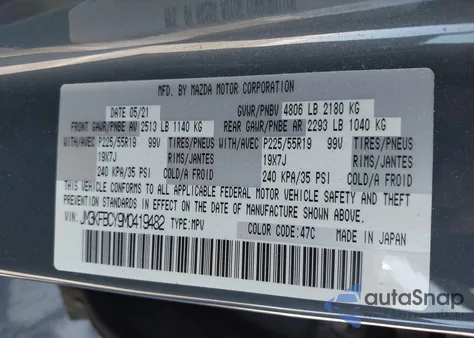 MFD. BY MAZDA MOTOR CORPORATION
DATE 05/21 GVWR/PNBV 4806 LB 2180 KG
FRONT GAWR/PNBE AV 2513 LB 1140 KG REAR GAWR/PNBE AR 2293 LB 1040 KG
WITH/AVEC P225/55R19 99V TIRES/PNEUS WITH/AVEC P225/55R19 99V TIRES/PNEUS
19X7J RIMS/JANTES 19X7J RIMS/JANTES
240 KPA/35 PSI COLD/A FROID 240 KPA/35 PSI COLD/A FROID
THIS VEHICLE CONFORMS TO ALL APPLICABLE FEDERAL MOTOR VEHICLE SAFETY AND THEFT
PREVENTION STANDARDS IN EFFECT ON THE DATE OF MANUFACTURE SHOWN ABOVE.
VIN: JM3KFBCY9M0419482 TYPE: MPV COLOR CODE: 47C MADE IN JAPAN
autoSnap